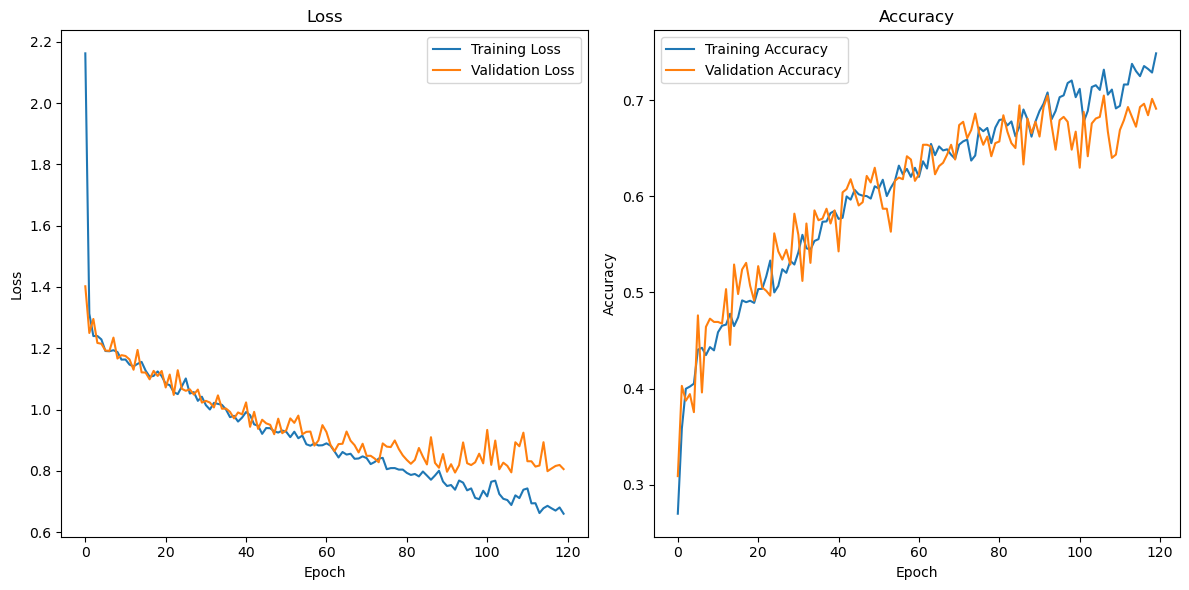 Loss
Training Loss
Validation Loss
2.2
2.0
1.8
1.6
1.4
1.2
1.0
0.8
0.6
Loss
0 20 40 60 80 100 120
Epoch
Accuracy
Training Accuracy
Validation Accuracy
0.7
0.6
0.5
0.4
0.3
Accuracy
0 20 40 60 80 100 120
Epoch